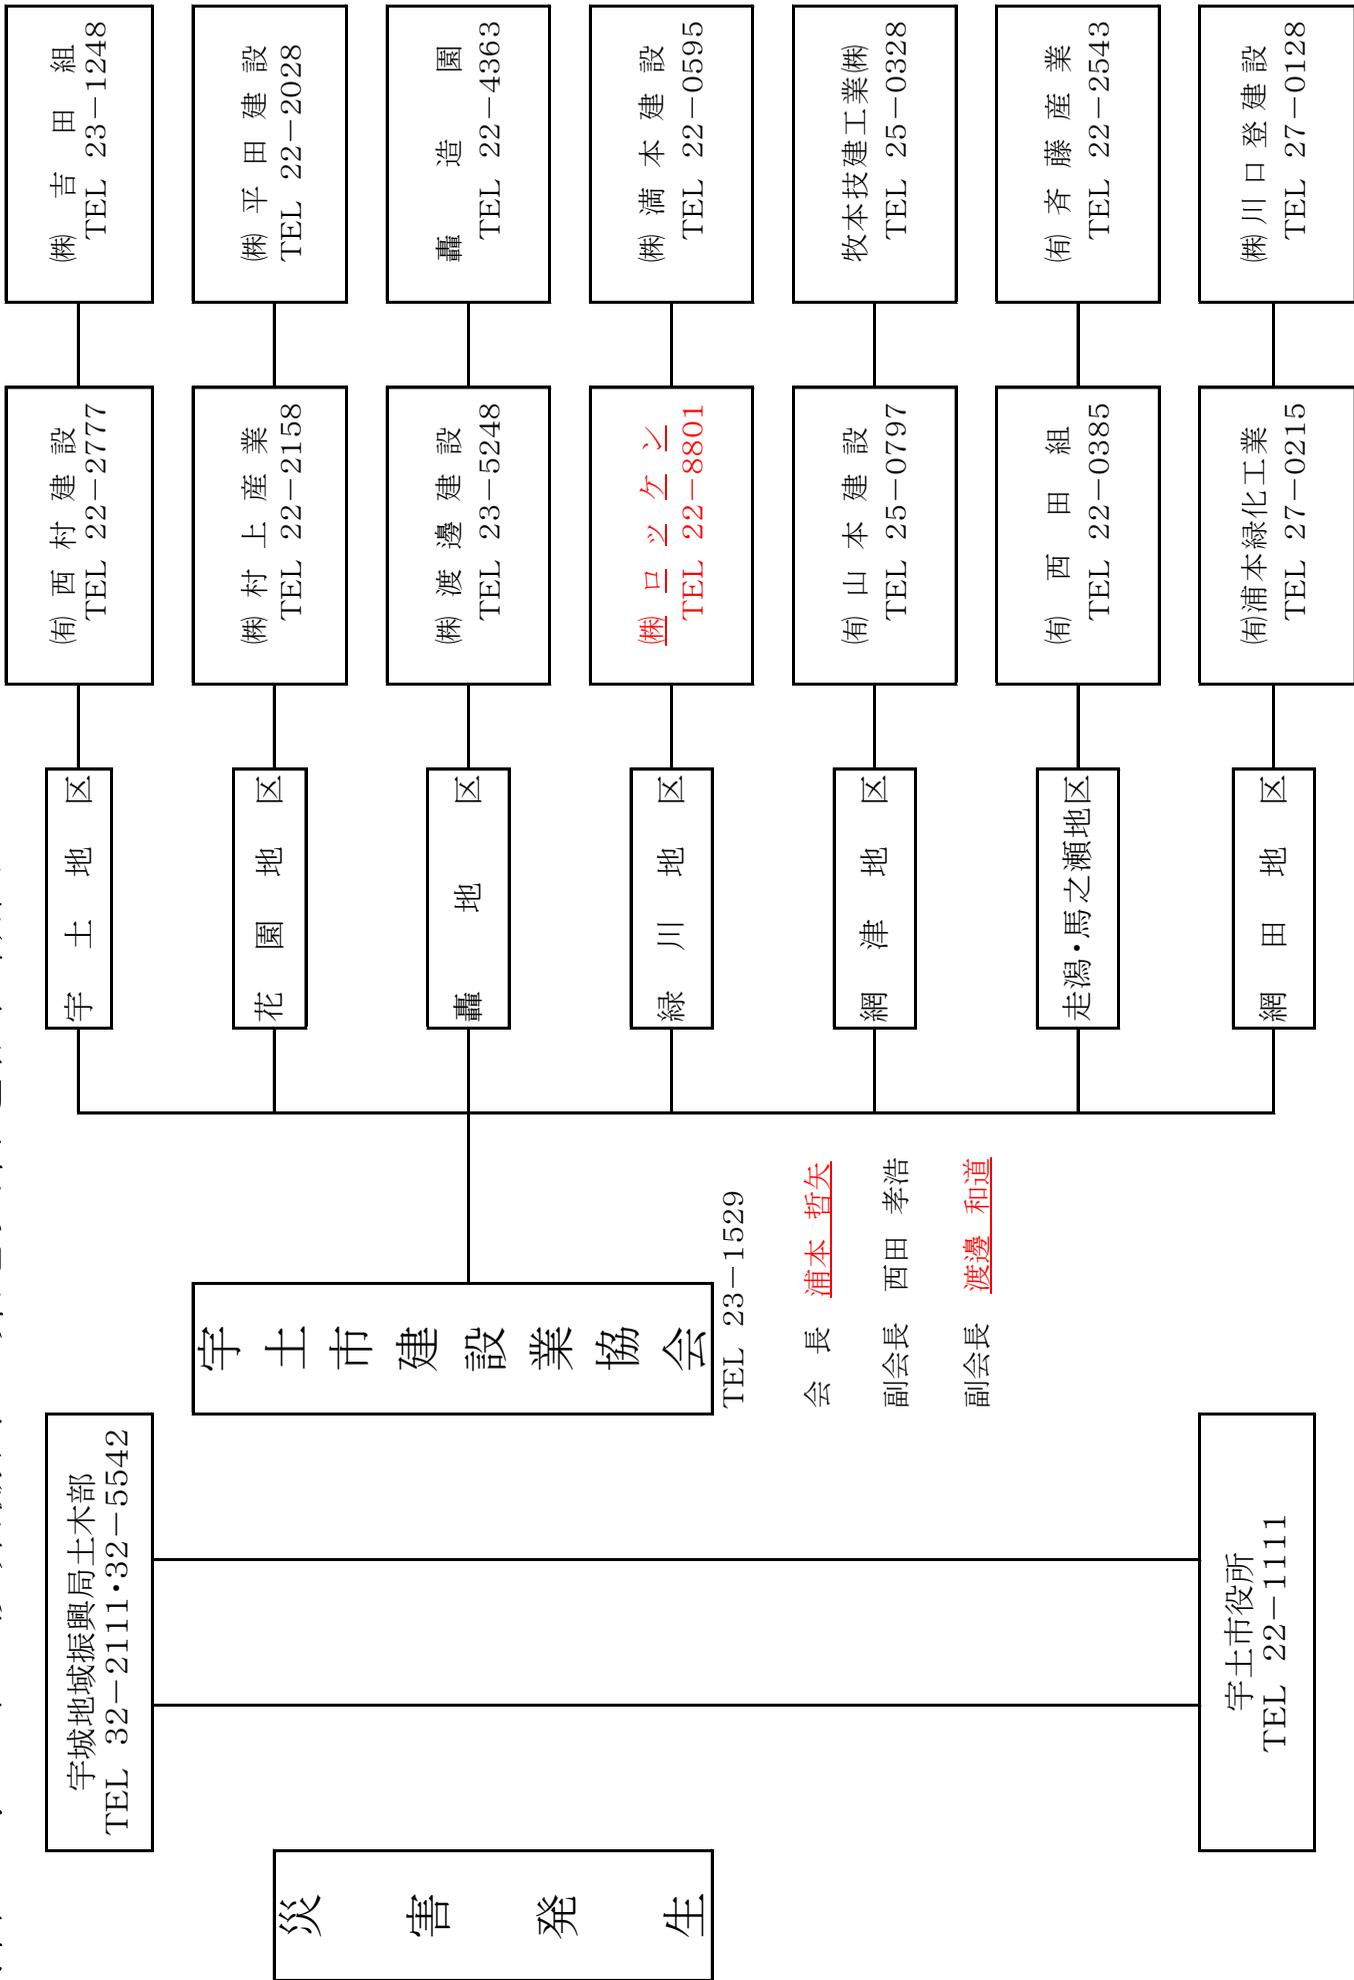 災害発生
宇城地域振興局土木部
TEL 32-2111・32-5542
宇土市役所
TEL 22-1111
宇土市建設業協会
TEL 23-1529
会長 浦本 哲矢
副会長 西田 孝浩
副会長 渡邊 和道
宇土地区
㈲西村建設
TEL 22-2777
㈱吉田組
TEL 23-1248
花園地区
㈱村上産業
TEL 22-2158
㈱平田建設
TEL 22-2028
轟地区
㈱渡邊建設
TEL 23-5248
轟造園
TEL 22-4363
緑川地区
㈱ロッケン
TEL 22-8801
㈱満本建設
TEL 22-0595
網津地区
㈲山本建設
TEL 25-0797
牧本技建工業㈱
TEL 25-0328
走潟・馬之瀬地区
㈲西田組
TEL 22-0385
㈲斉藤産業
TEL 22-2543
網田地区
㈲浦本緑化工業
TEL 27-0215
㈱川口登建設
TEL 27-0128